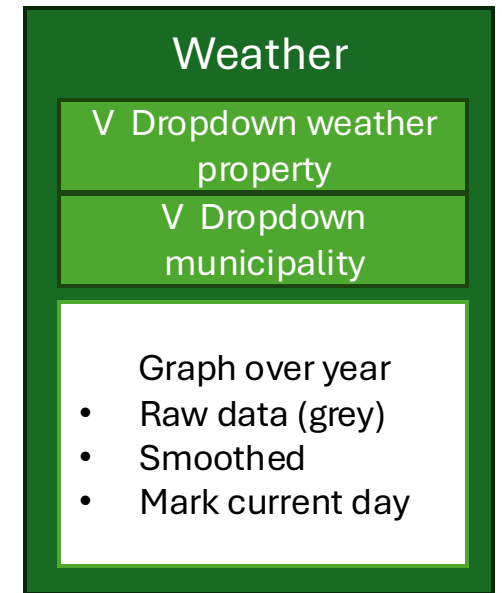 Weather
V Dropdown weather
property
V Dropdown
municipality
Graph over year
• Raw data (grey)
• Smoothed
• Mark current day